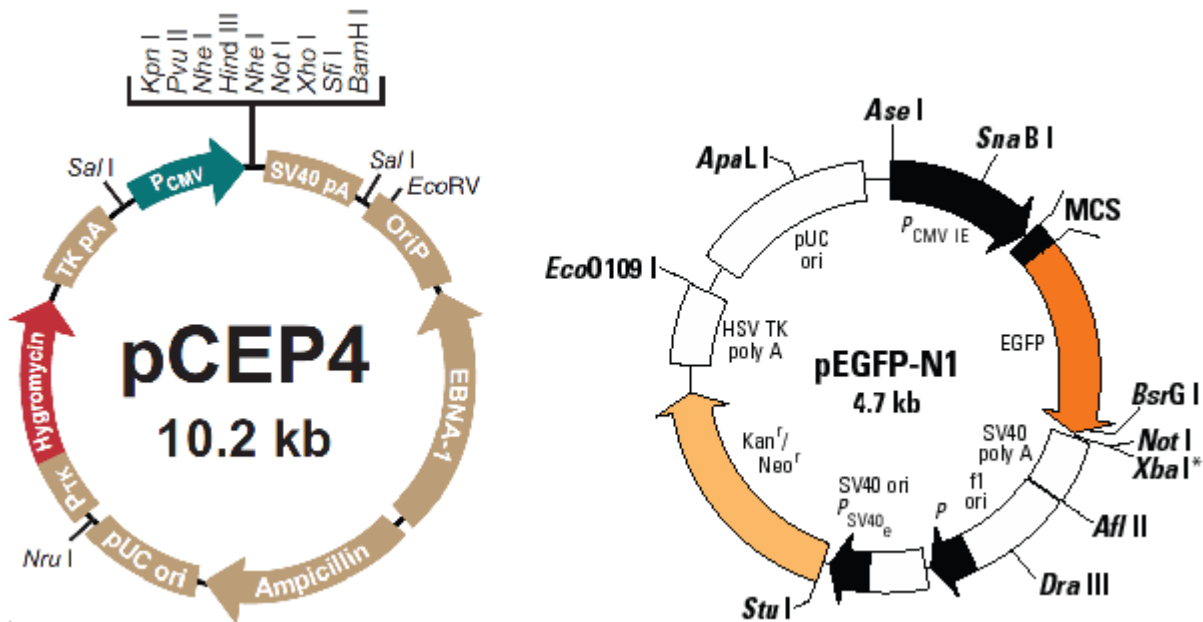 Kpn I
Pvu II
Nhe I
Hind III
Nhe I
Not I
Xho I
Sfi I
BamH I
Sal I
PCMV
SV40 pA
Sal I
EcoRV
OriP
TK pA
Hygromycin
pCEP4
10.2 kb
EBNA-1
PTK
Nru I
pUC ori
Ampicillin
Ase I
SnaB I
ApaL I
MCS
PCMV IE
pUC
ori
EcoO109 I
HSV TK
poly A
EGFP
pEGFP-N1
4.7 kb
BsrG I
Not I
Xba I*
SV40
poly A
Kanr/
Neor
f1
ori
SV40 ori
PSV40e
P
Afl II
Dra III
Stu I